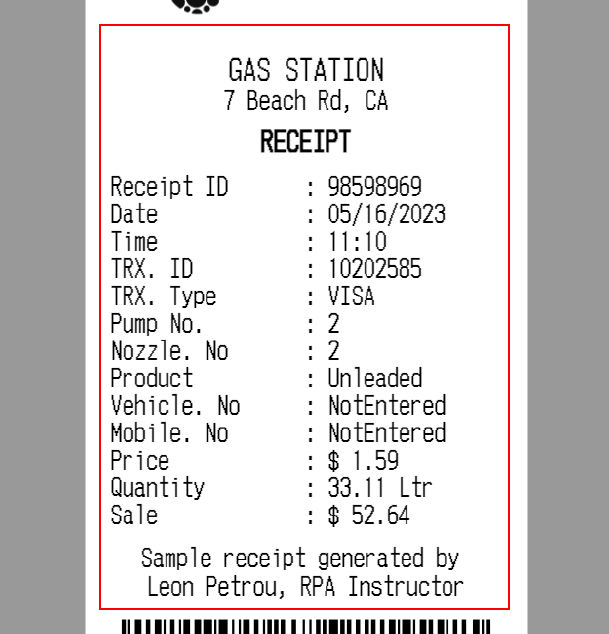 GAS STATION
7 Beach Rd, CA
RECEIPT
Receipt ID : 98598969
Date : 05/16/2023
Time : 11:10
TRX. ID : 10202585
TRX. Type : VISA
Pump No. : 2
Nozzle. No : 2
Product : Unleaded
Vehicle. No : NotEntered
Mobile. No : NotEntered
Price : $ 1.59
Quantity : 33.11 Ltr
Sale : $ 52.64
Sample receipt generated by
Leon Petrou, RPA Instructor